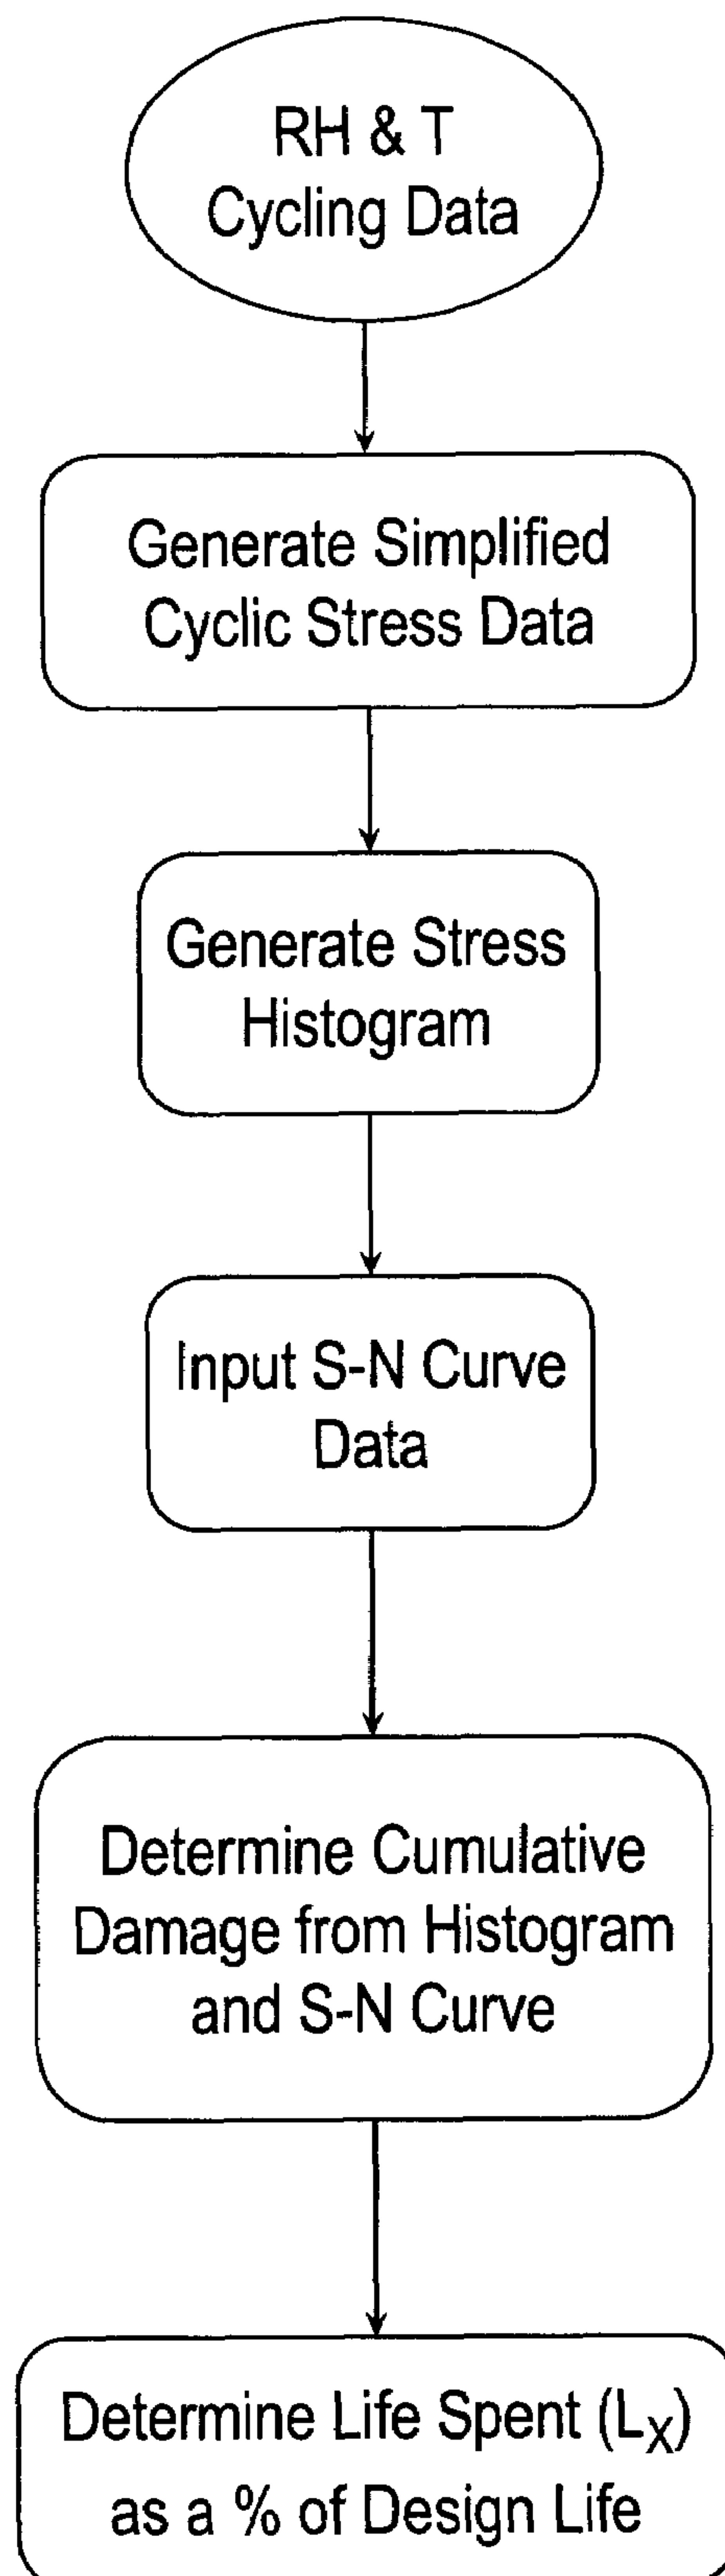 RH & T
Cycling Data
Generate Simplified
Cyclic Stress Data
Generate Stress
Histogram
Input S-N Curve
Data
Determine Cumulative
Damage from Histogram
and S-N Curve
Determine Life Spent (Lₓ)
as a % of Design Life